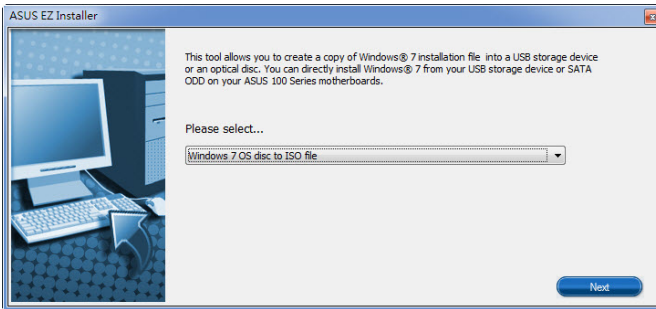 ASUS EZ Installer
This tool allows you to create a copy of Windows® 7 installation file into a USB storage device
or an optical disc. You can directly install Windows® 7 from your USB storage device or SATA
ODD on your ASUS 100 Series motherboards.
Please select...
Windows 7 OS disc to ISO file
Next